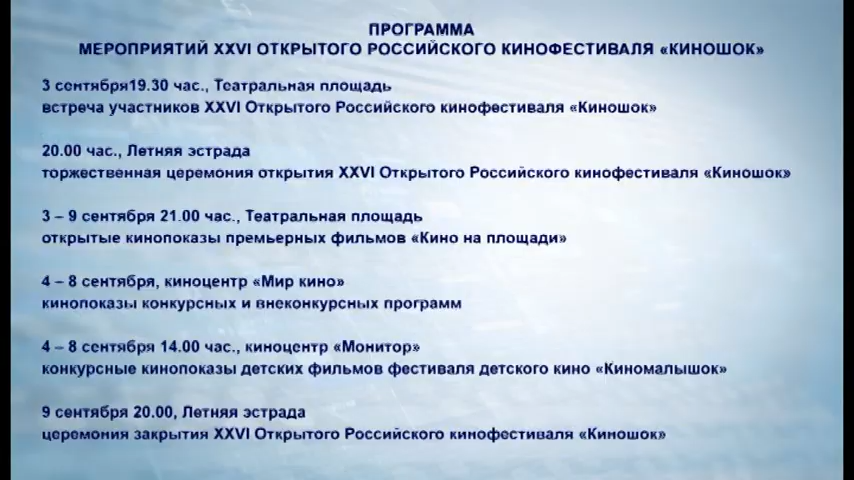 ПРОГРАММА
МЕРОПРИЯТИЙ XXVI ОТКРЫТОГО РОССИЙСКОГО КИНОФЕСТИВАЛЯ «КИНОШОК»
3 сентября19.30 час., Театральная площадь
встреча участников XXVI Открытого Российского кинофестиваля «Киношок»
20.00 час., Летняя эстрада
торжественная церемония открытия XXVI Открытого Российского кинофестиваля «Киношок»
3 – 9 сентября 21.00 час., Театральная площадь
открытые кинопоказы премьерных фильмов «Кино на площади»
4 – 8 сентября, киноцентр «Мир кино»
кинопоказы конкурсных и внеконкурсных программ
4 – 8 сентября 14.00 час., киноцентр «Монитор»
конкурсные кинопоказы детских фильмов фестиваля детского кино «Киномалышок»
9 сентября 20.00, Летняя эстрада
церемония закрытия XXVI Открытого Российского кинофестиваля «Киношок»